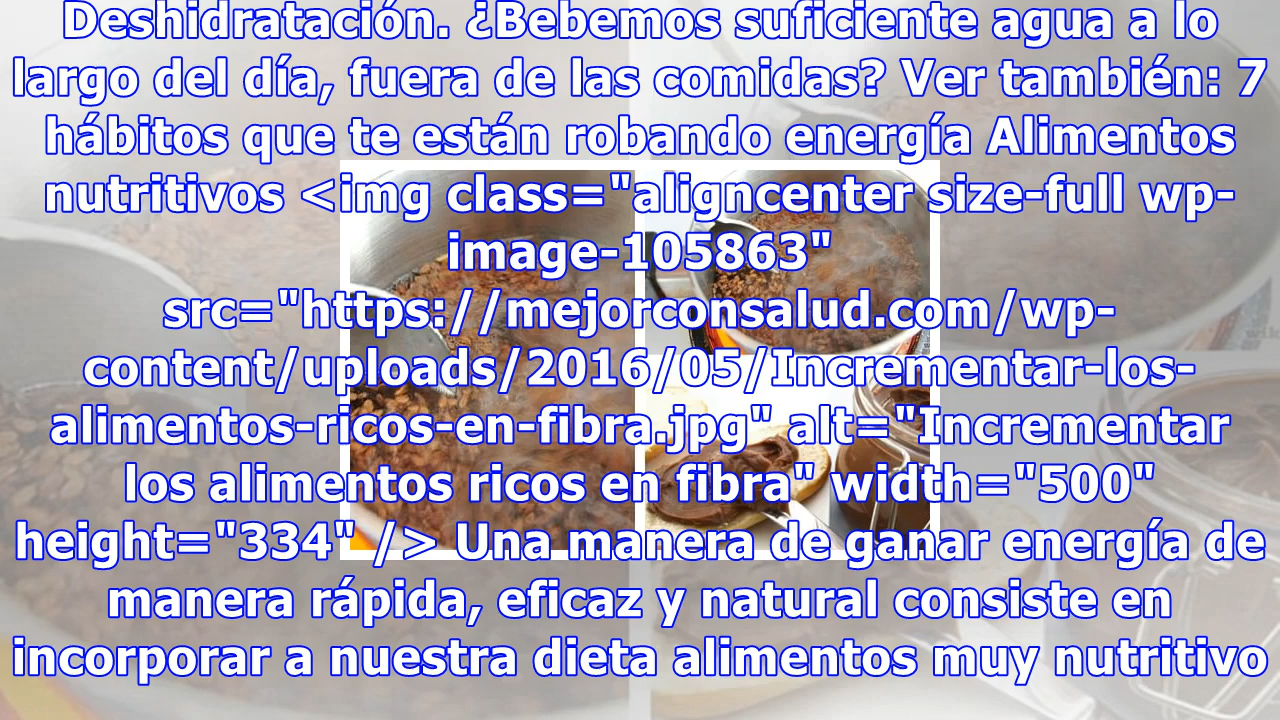 Deshidratación. ¿Bebemos suficiente agua a lo
largo del día, fuera de las comidas? Ver también: 7
hábitos que te están robando energía Alimentos
nutritivos <img class="aligncenter size-full wp-
image-105863"
src="https://mejorconsalud.com/wp-
content/uploads/2016/05/Incrementar-los-
alimentos-ricos-en-fibra.jpg" alt="Incrementar
los alimentos ricos en fibra" width="500"
height="334" /> Una manera de ganar energía de
manera rápida, eficaz y natural consiste en
incorporar a nuestra dieta alimentos muy nutritivo